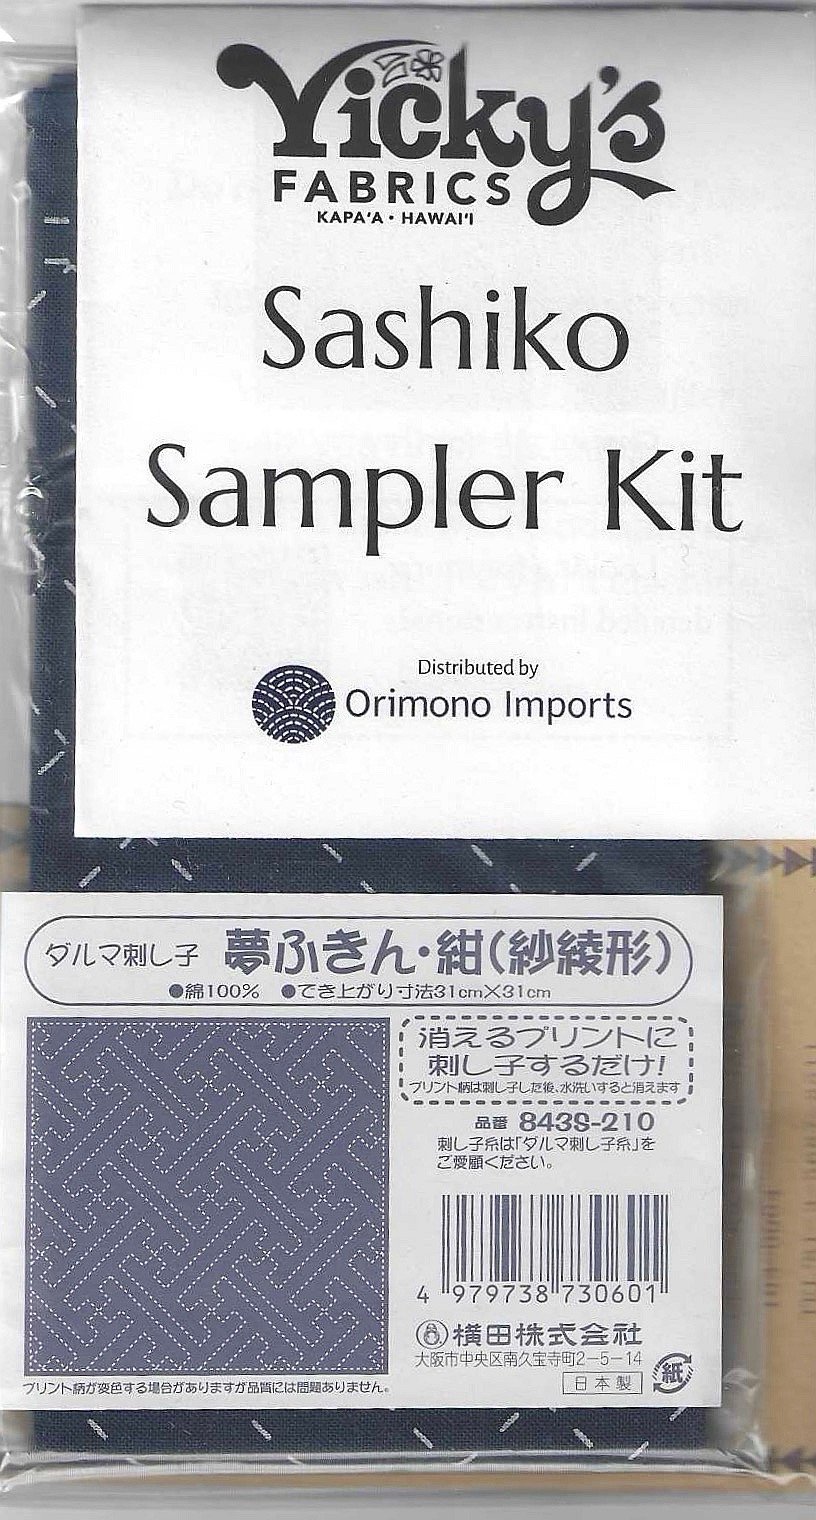 Vicky's
FABRICS
KAPA'A • HAWAI'I
Sashiko
Sampler Kit
Distributed by
Orimono Imports
ダルマ刺し子 夢ふきん・紺(紗綾形)
●綿100% ●でき上がり寸法31cm×31cm
消えるプリントに
刺し子するだけ!
プリント柄は刺し子した後、水洗いすると消えます
品番 843S-210
刺し子糸は「ダルマ刺し子糸」を
ご愛顧ください。
4 979738 730601
横田株式会社
大阪市中央区南久宝寺町2-5-14
日本製
紙
プリント柄が変色する場合がありますが品質には問題ありません。